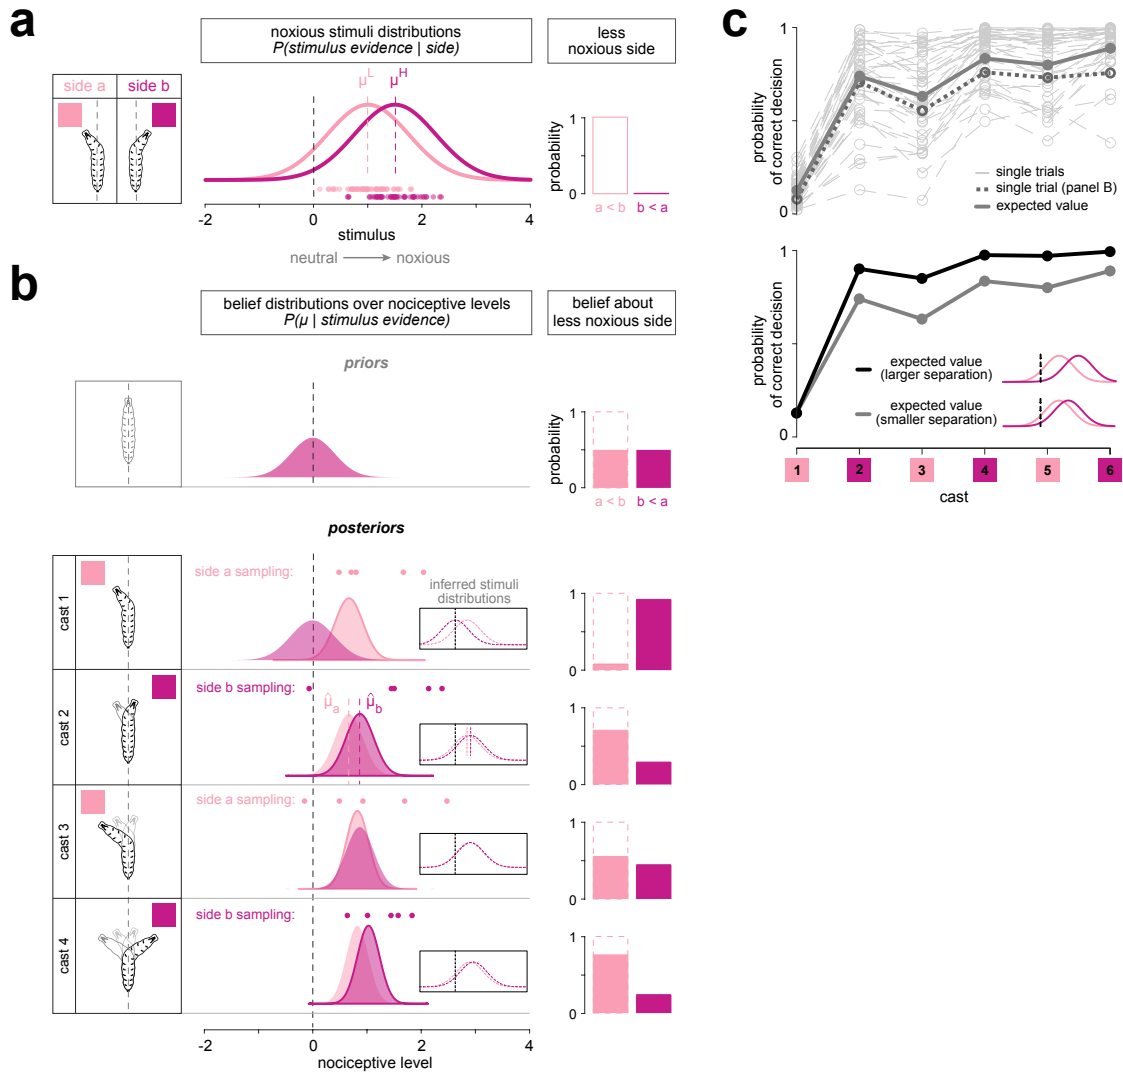 a
noxious stimuli distributions
P(stimulus evidence | side)
less
noxious side
side a
side b
μL
μH
probability
1
0
a < b
b < a
-2
0
2
4
stimulus
neutral
noxious
b
belief distributions over nociceptive levels
P(μ | stimulus evidence)
belief about
less noxious side
priors
probability
1
0
a < b
b < a
posteriors
cast 1
side a sampling:
inferred stimuli
distributions
1
0
cast 2
side b sampling:
μ̂a
μ̂b
1
0
cast 3
side a sampling:
1
0
cast 4
side b sampling:
1
0
-2
0
2
4
nociceptive level
c
probability
of correct decision
1
0
single trials
single trial (panel B)
expected value
probability
of correct decision
1
0
expected value
(larger separation)
expected value
(smaller separation)
1
2
3
4
5
6
cast